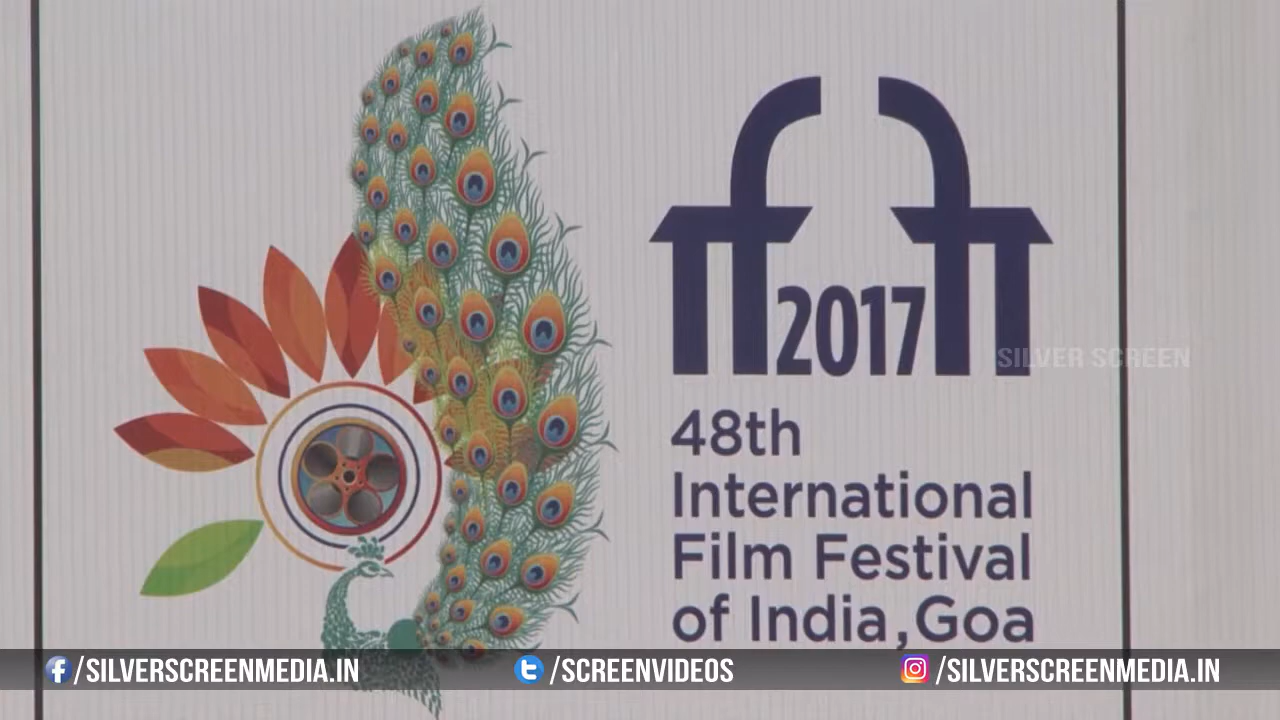 iffi
2017
48th
International
Film Festival
of India, Goa
SILVER SCREEN
/SILVERSCREENMEDIA.IN
/SCREENVIDEOS
/SILVERSCREENMEDIA.IN